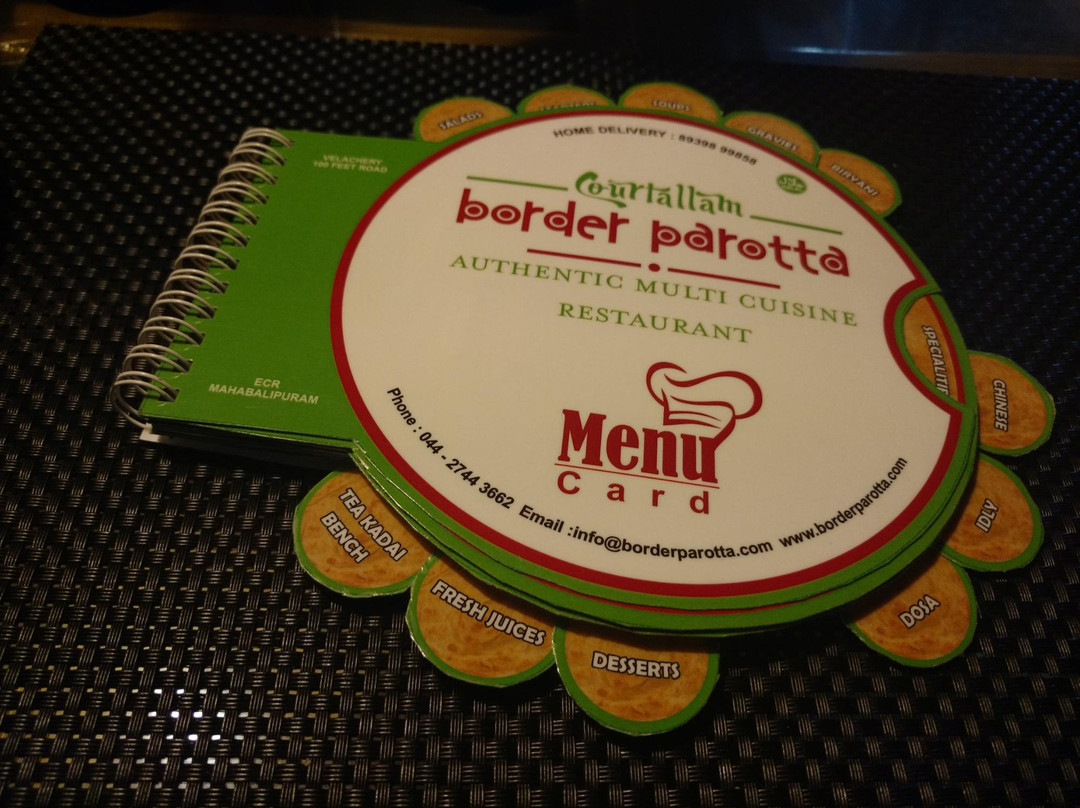 SALADS
SOUPS
GRAVIES
BIRYANI
HOME DELIVERY : 89398 99858
VELACHERY
100 FEET ROAD
Courtallam
border parotta
AUTHENTIC MULTI CUISINE
RESTAURANT
SPECIALITIE
CHINESE
ECR
MAHABALIPURAM
Menu
Card
Phone : 044 - 2744 3662 Email :info@borderparotta.com www.borderparotta.com
IDLY
TEA KADAI
BENCH
FRESH JUICES
DOSA
DESSERTS